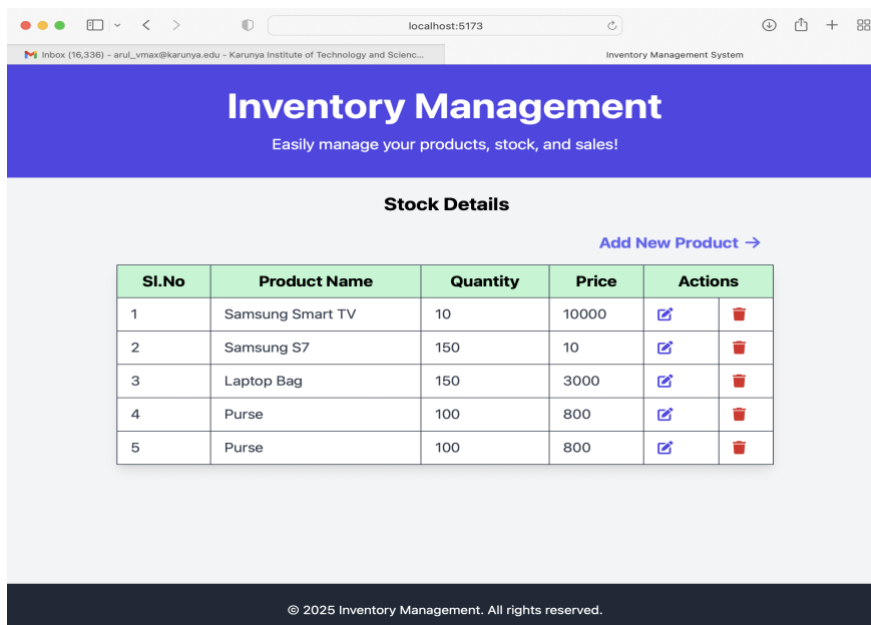 localhost:5173
Inbox (16,336) – arul_vmax@karunya.edu – Karunya Institute of Technology and Scienc...
Inventory Management System
Inventory Management
Easily manage your products, stock, and sales!
Stock Details
Add New Product →
Sl.No Product Name Quantity Price Actions
1 Samsung Smart TV 10 10000
2 Samsung S7 150 10
3 Laptop Bag 150 3000
4 Purse 100 800
5 Purse 100 800
© 2025 Inventory Management. All rights reserved.